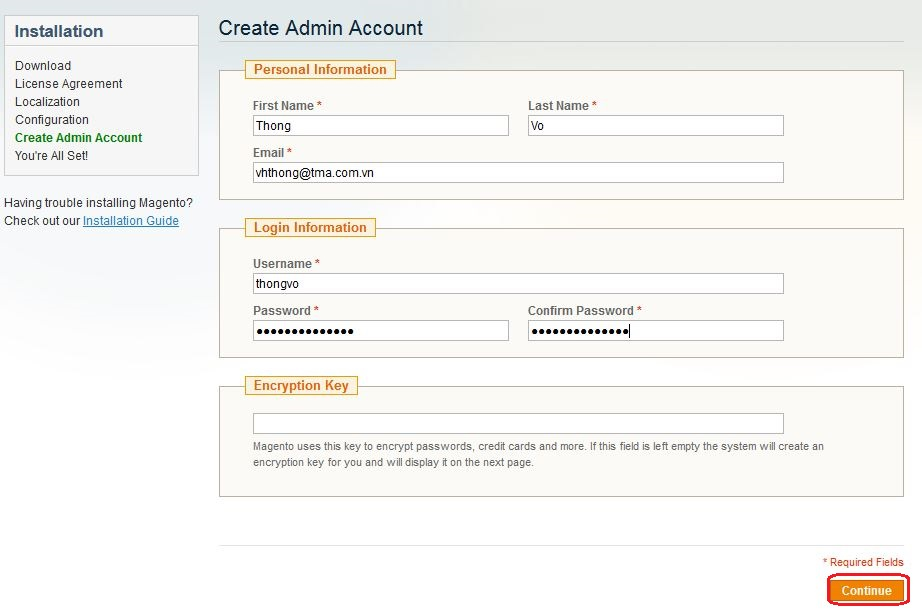 Installation
Download
License Agreement
Localization
Configuration
Create Admin Account
You're All Set!
Having trouble installing Magento?
Check out our Installation Guide
Create Admin Account
Personal Information
First Name * Last Name *
Thong Vo
Email *
vhthong@tma.com.vn
Login Information
Username *
thongvo
Password * Confirm Password *
●●●●●●●●●●●●●● ●●●●●●●●●●●●●●
Encryption Key
Magento uses this key to encrypt passwords, credit cards and more. If this field is left empty the system will create an
encryption key for you and will display it on the next page.
* Required Fields
Continue